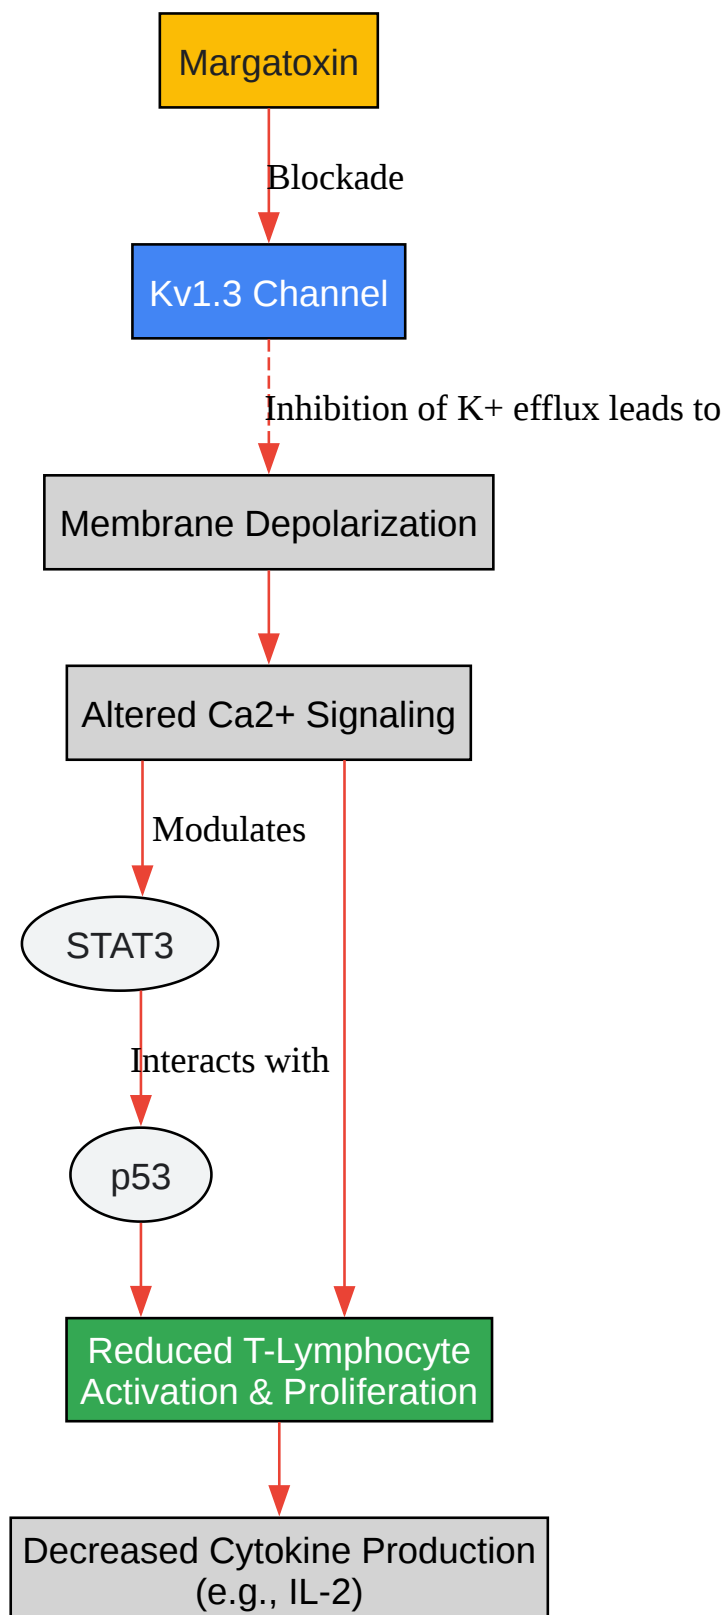 Margatoxin
Blockade
Kv1.3 Channel
Inhibition of K+ efflux leads to
Membrane Depolarization
Altered Ca2+ Signaling
Modulates
STAT3
Interacts with
p53
Reduced T-Lymphocyte
Activation & Proliferation
Decreased Cytokine Production
(e.g., IL-2)